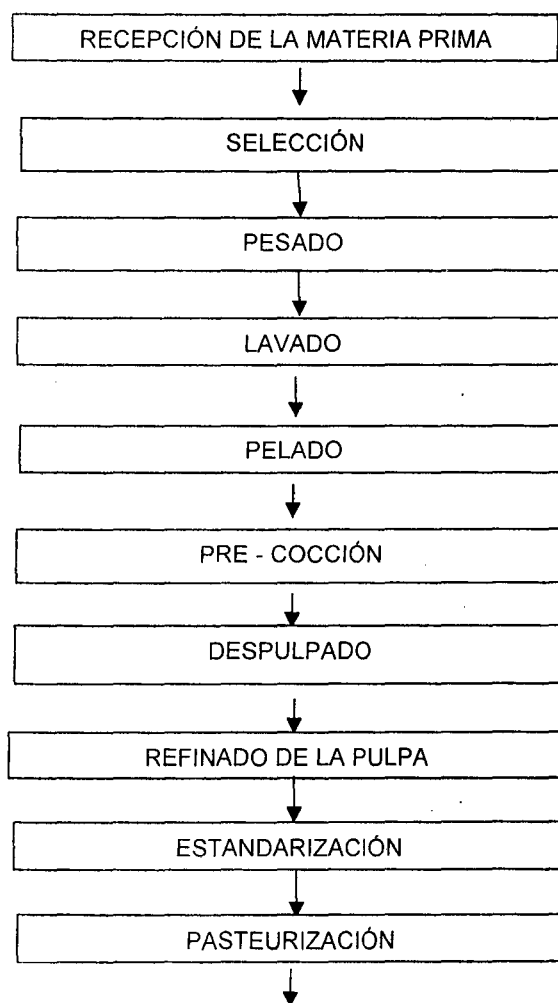 RECEPCIÓN DE LA MATERIA PRIMA
SELECCIÓN
PESADO
LAVADO
PELADO
PRE - COCCIÓN
DESPULPADO
REFINADO DE LA PULPA
ESTANDARIZACIÓN
PASTEURIZACIÓN